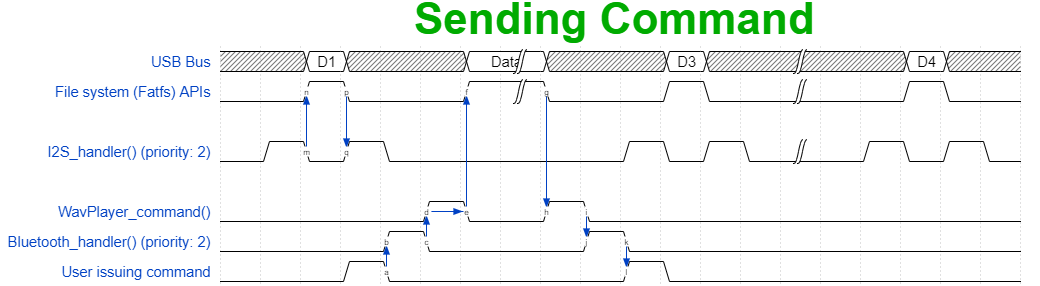 Sending Command
USB Bus D1 Data D3 D4
File system (Fatfs) APIs n p f g
I2S_handler() (priority: 2) m q
WavPlayer_command() d e h i
Bluetooth_handler() (priority: 2) b c j k
User issuing command a l